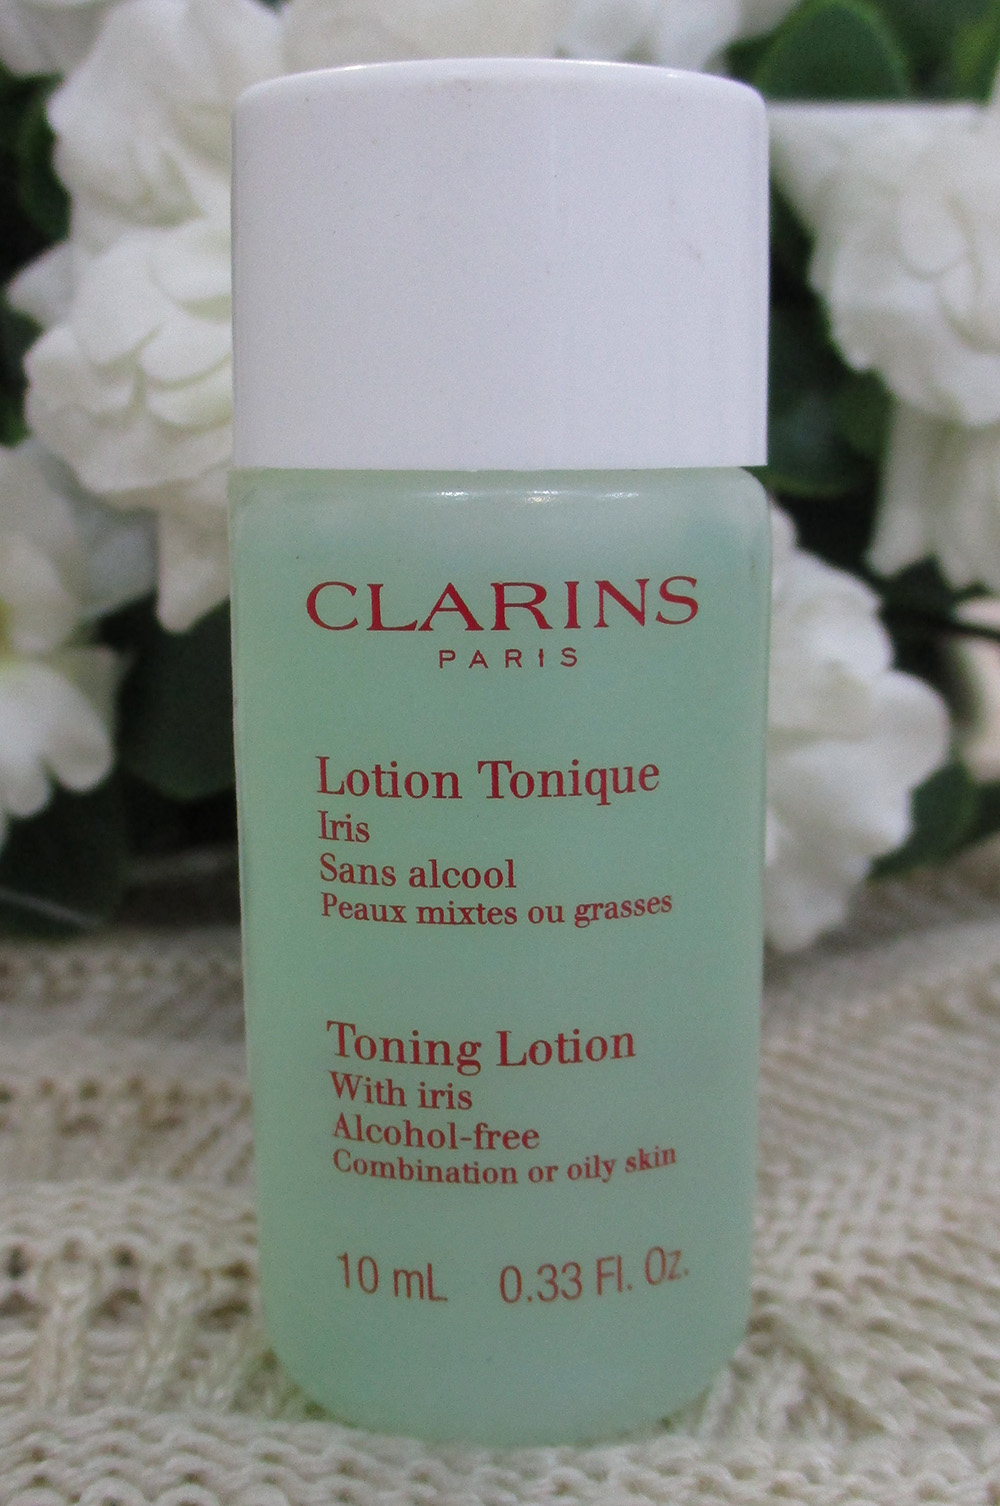 CLARINS
PARIS
Lotion Tonique
Iris
Sans alcool
Peaux mixtes ou grasses
Toning Lotion
With iris
Alcohol-free
Combination or oily skin
10 mL 0.33 Fl. Oz.